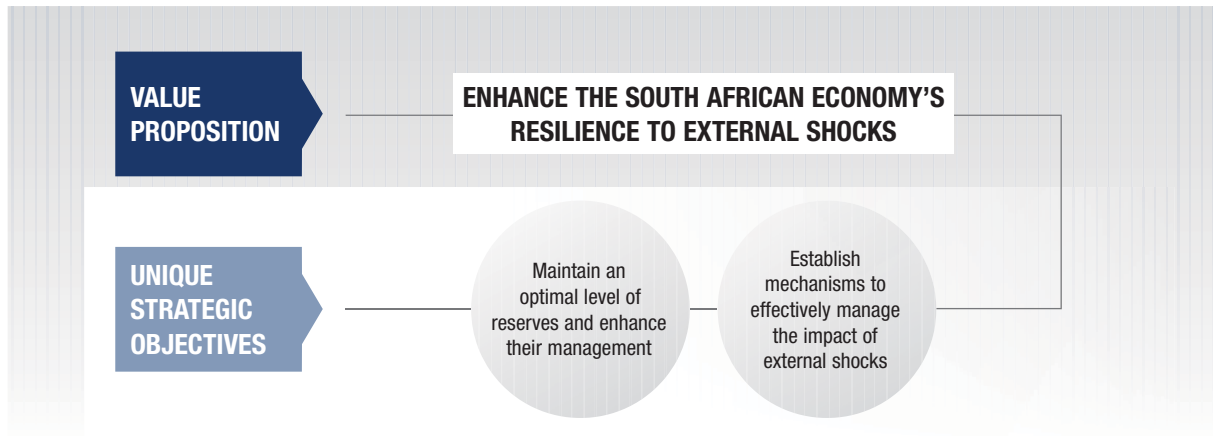 VALUE
PROPOSITION
ENHANCE THE SOUTH AFRICAN ECONOMY’S
RESILIENCE TO EXTERNAL SHOCKS
UNIQUE
STRATEGIC
OBJECTIVES
Maintain an
optimal level of
reserves and enhance
their management
Establish
mechanisms to
effectively manage
the impact of
external shocks